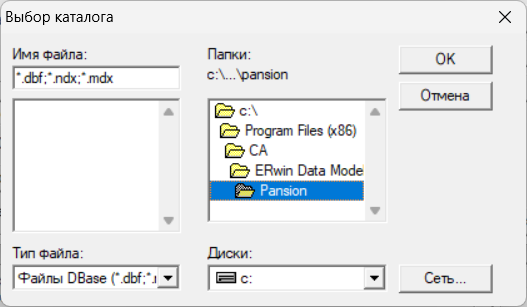 Выбор каталога
Имя файла:
*.dbf;*.ndx;*.mdx
Папки:
c:\...\pansion
c:\
Program Files (x86)
CA
ERwin Data Mode
Pansion
OK
Отмена
Тип файла:
Файлы DBase (*.dbf;*.r
Диски:
c:
Сеть...